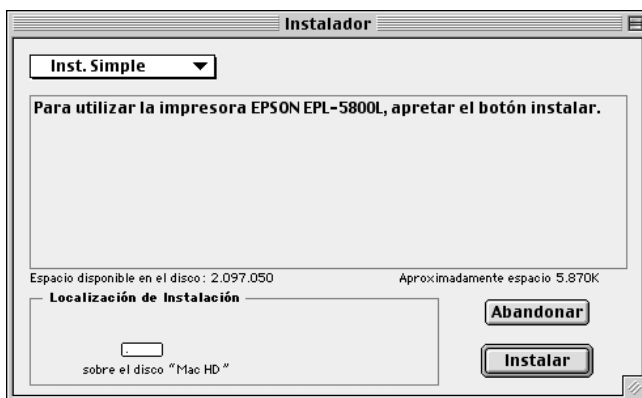 Instalador
Inst. Simple
Para utilizar la impresora EPSON EPL-5800L, apretar el botón instalar.
Espacio disponible en el disco: 2.097.050
Aproximadamente espacio 5.870K
Localización de Instalación
sobre el disco "Mac HD"
Abandonar
Instalar